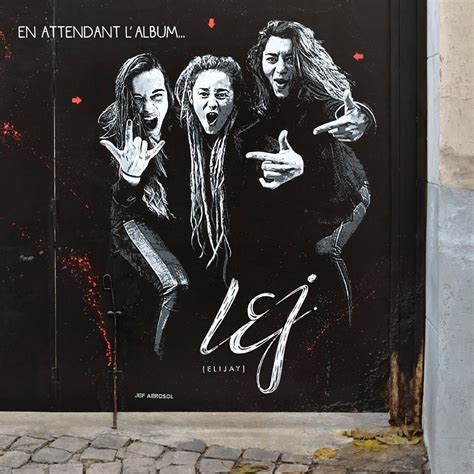 EN ATTENDANT L'ALBUM...
LEJ
[ELIJAY]
JEF AEROSOL